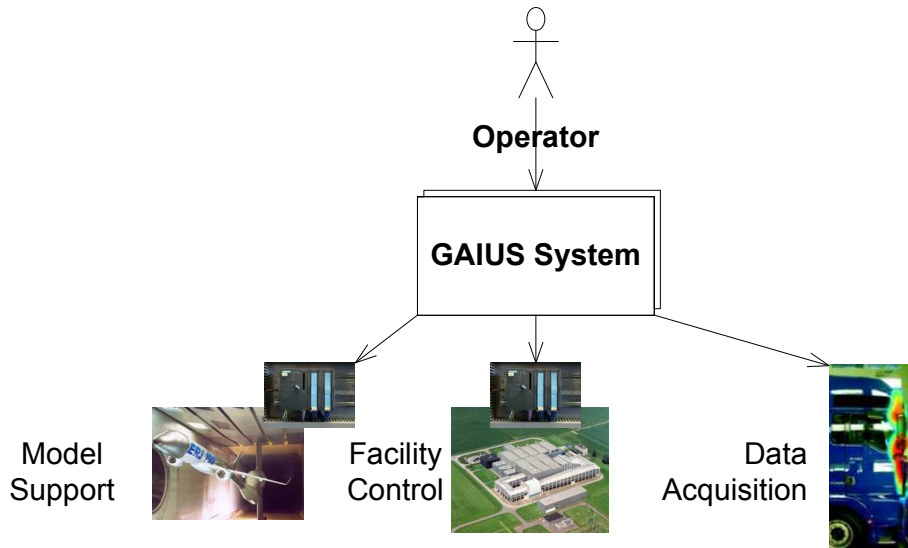 Operator
GAIUS System
Model
Support
Facility
Control
Data
Acquisition